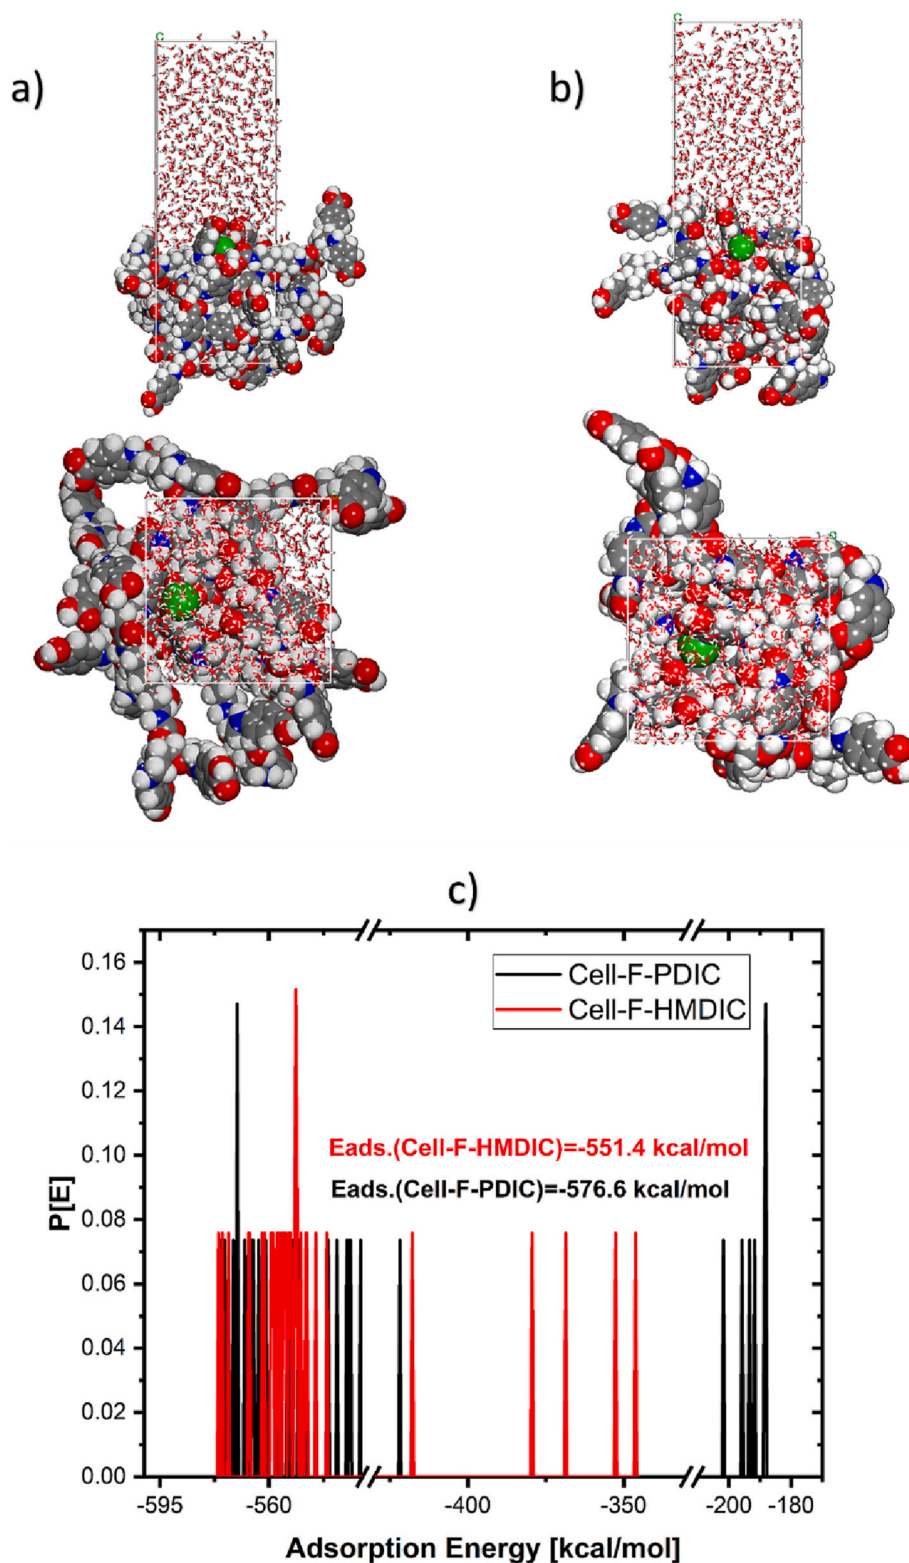 a)
b)
c)
Cell-F-PDIC
Cell-F-HMDIC
Eads.(Cell-F-HMDIC)=-551.4 kcal/mol
Eads.(Cell-F-PDIC)=-576.6 kcal/mol
P[E]
0.16
0.14
0.12
0.10
0.08
0.06
0.04
0.02
0.00
-595 -560 -400 -350 -200 -180
Adsorption Energy [kcal/mol]